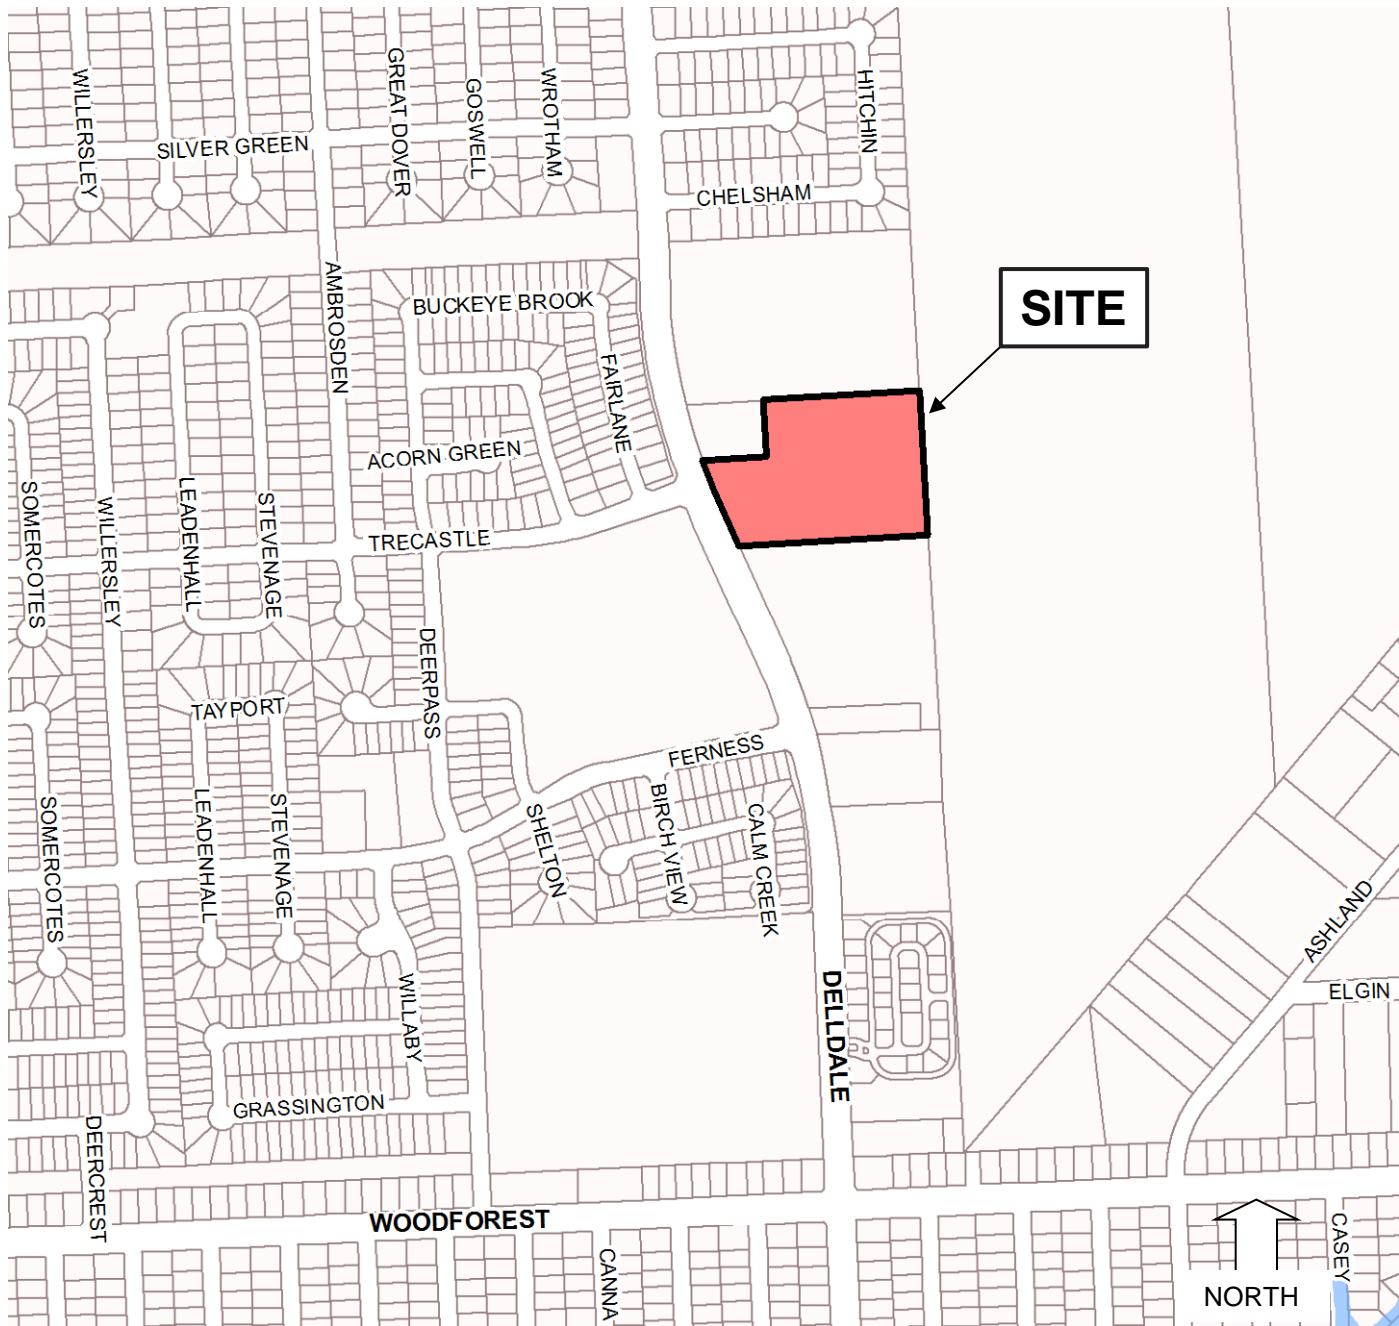 WILLERSLEY
SILVER GREEN
GREAT DOVER
GOSWELL
WROTHAM
HITCHIN
CHELSHAM
AMBROSDEN
BUCKEYE BROOK
FAIRLANE
SITE
ACORN GREEN
SOMERCOTES
WILLERSLEY
LEADENHALL
STEVENAGE
TRECASTLE
DEERPASS
TAYPORT
FERNESS
SOMERCOTES
LEADENHALL
STEVENAGE
SHELTON
BIRCH VIEW
CALM CREEK
ASHLAND
WILLABY
DELLDALE
ELGIN
GRASSINGTON
DEERCREST
WOODFOREST
CANNA
CASEY
NORTH